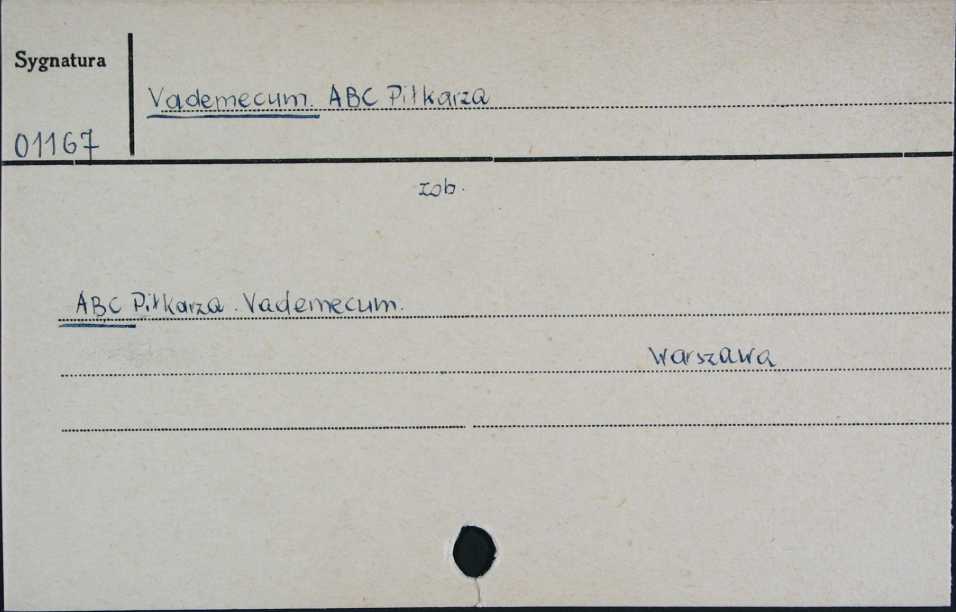 Sygnatura
Vademecum. ABC Piłkarza
01167
zob.
ABC Piłkarza. Vademecum.
Warszawa